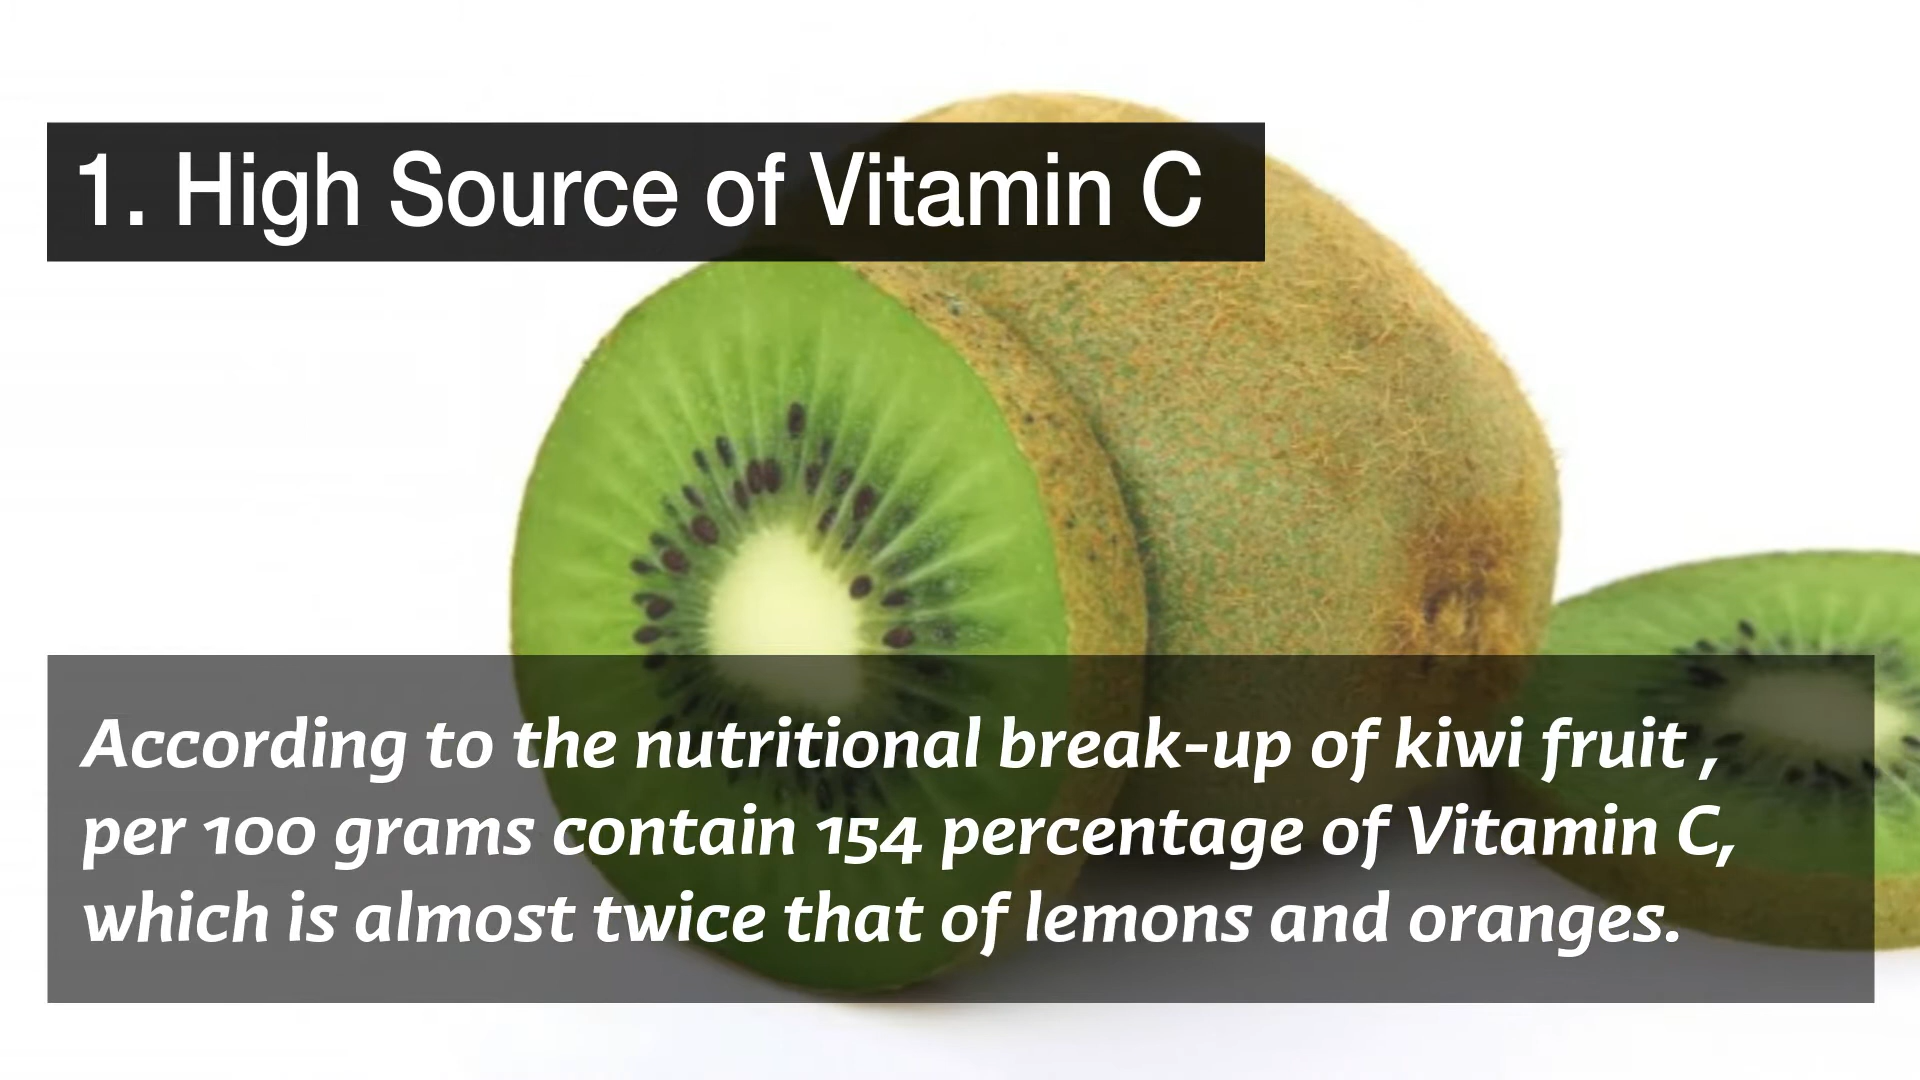 1. High Source of Vitamin C
According to the nutritional break-up of kiwi fruit ,
per 100 grams contain 154 percentage of Vitamin C,
which is almost twice that of lemons and oranges.